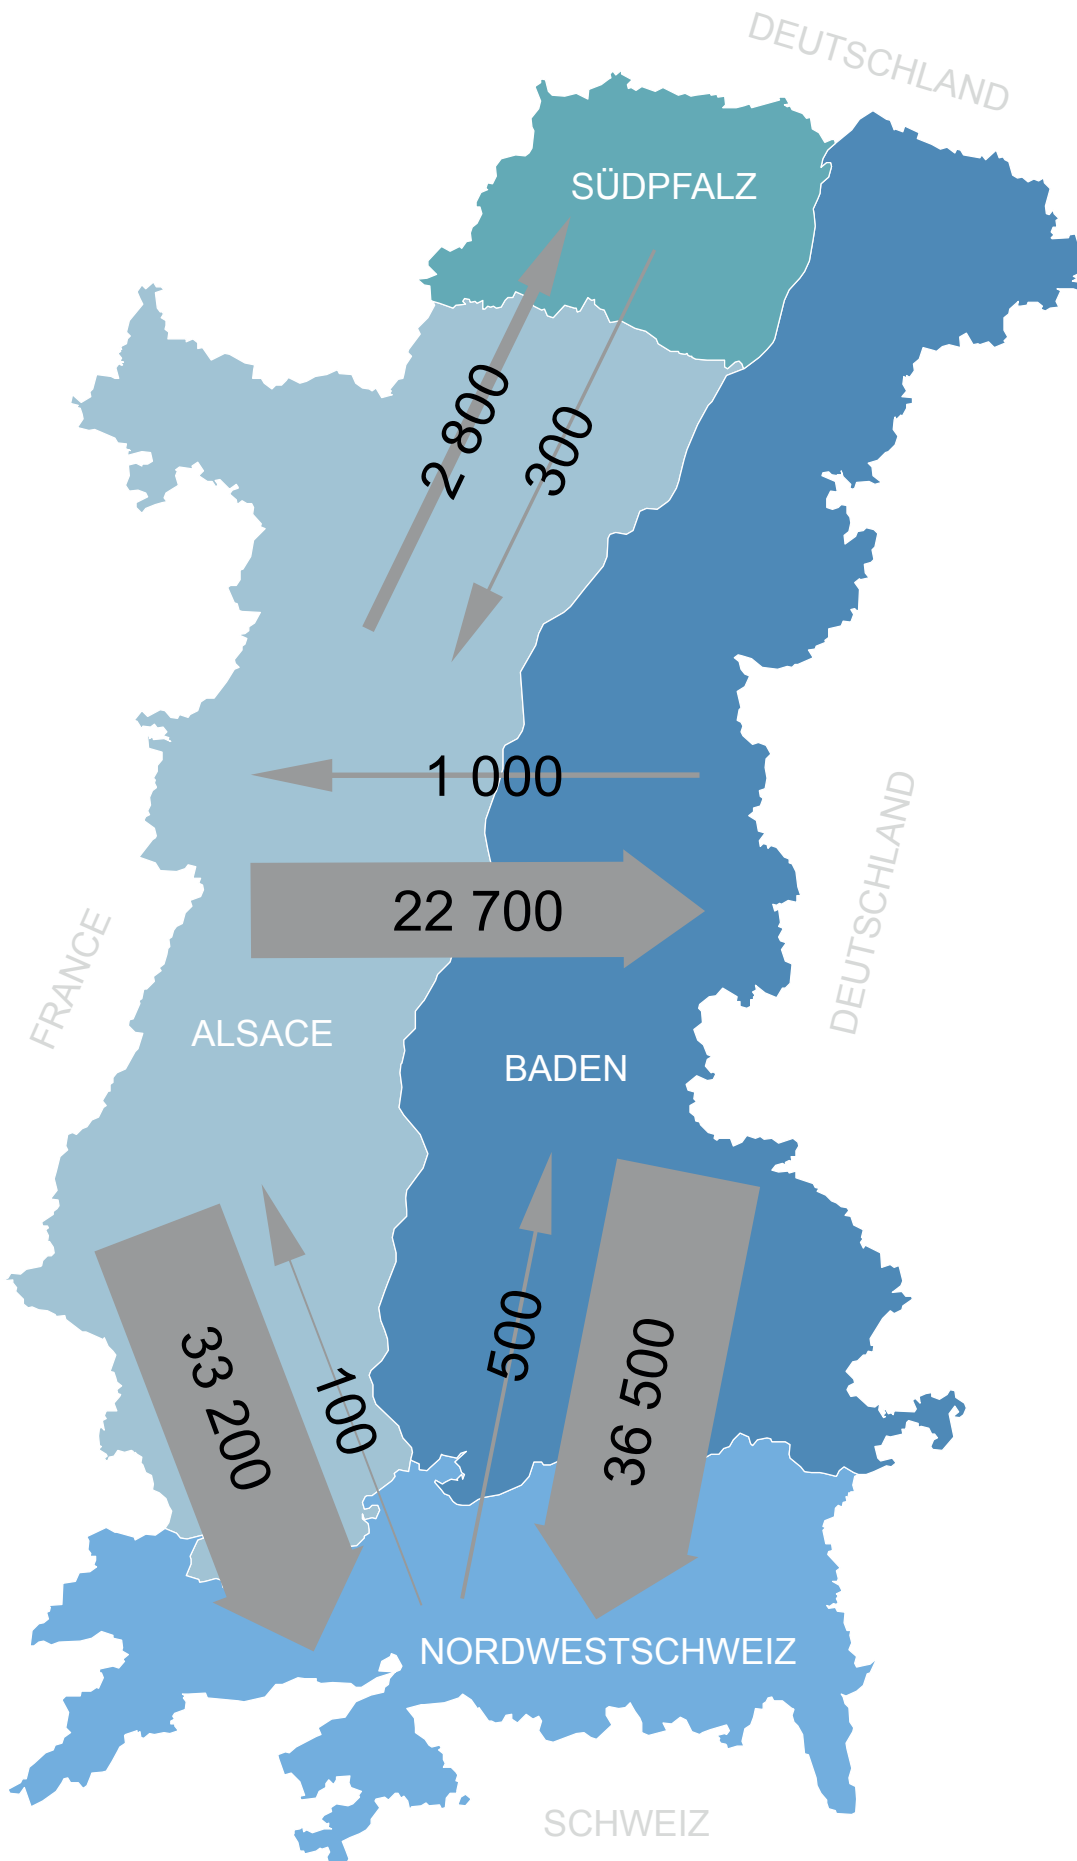 DEUTSCHLAND
SÜDPFALZ
2 800
300
1 000
22 700
FRANCE
DEUTSCHLAND
ALSACE
BADEN
33 200
100
500
36 500
NORDWESTSCHWEIZ
SCHWEIZ